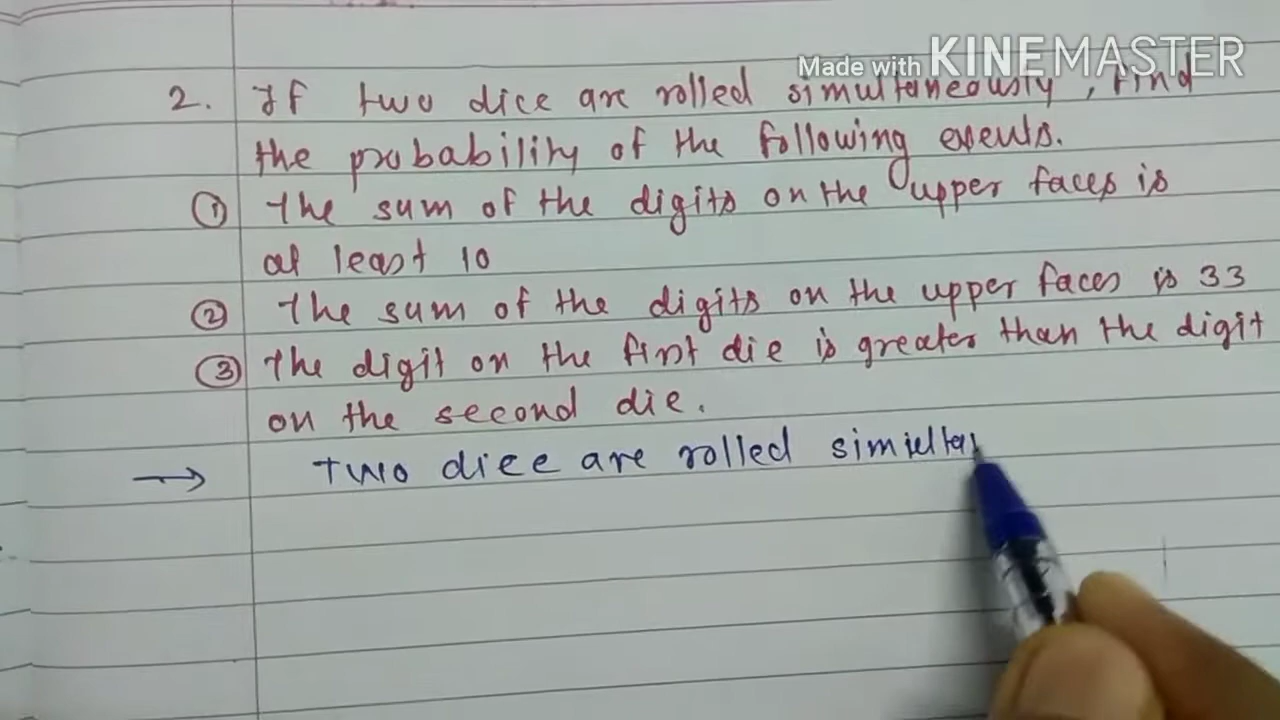 Made with KINEMASTER
2. If two dice are rolled simultaneously, find
the probability of the following events.
① The sum of the digits on the upper faces is
at least 10
② The sum of the digits on the upper faces is 33
③ The digit on the first die is greater than the digit
on the second die.
→ Two dice are rolled simulta